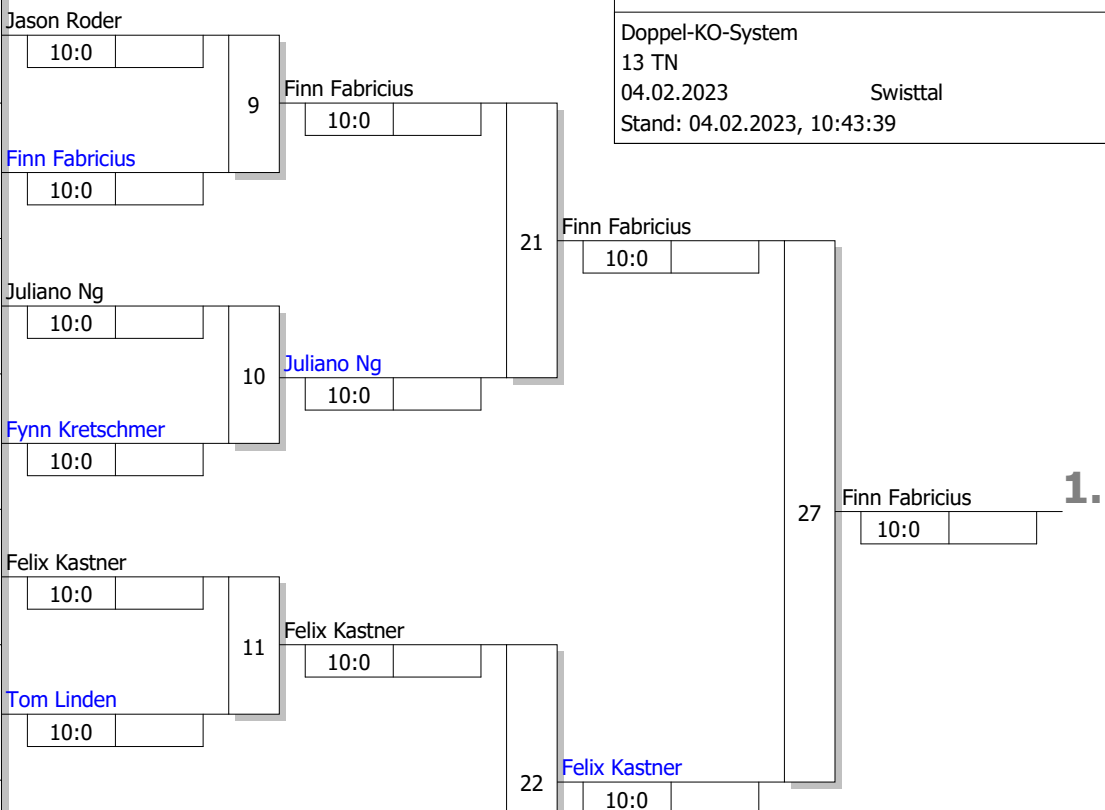 Jason Roder
10:0
9
Finn Fabricius
10:0
Finn Fabricius
10:0
Doppel-KO-System
13 TN
04.02.2023 Swisttal
Stand: 04.02.2023, 10:43:39
21
Finn Fabricius
10:0
Juliano Ng
10:0
10
Juliano Ng
10:0
Fynn Kretschmer
10:0
27
Finn Fabricius
1.
10:0
Felix Kastner
10:0
11
Felix Kastner
10:0
Tom Linden
10:0
22
Felix Kastner
10:0